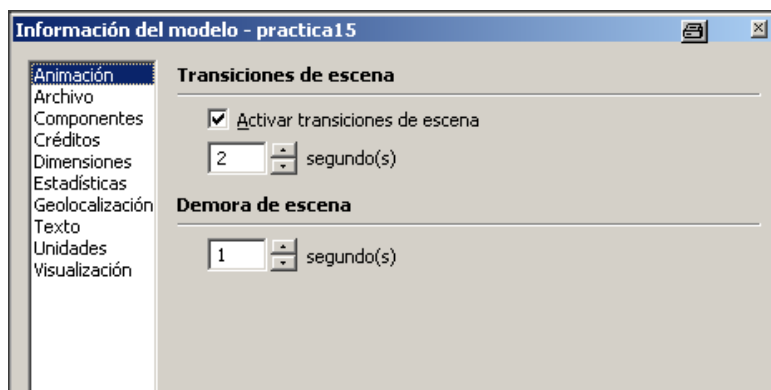 Información del modelo - practica15
Animación
Archivo
Componentes
Créditos
Dimensiones
Estadísticas
Geolocalización
Texto
Unidades
Visualización
Transiciones de escena
Activar transiciones de escena
2 segundo(s)
Demora de escena
1 segundo(s)